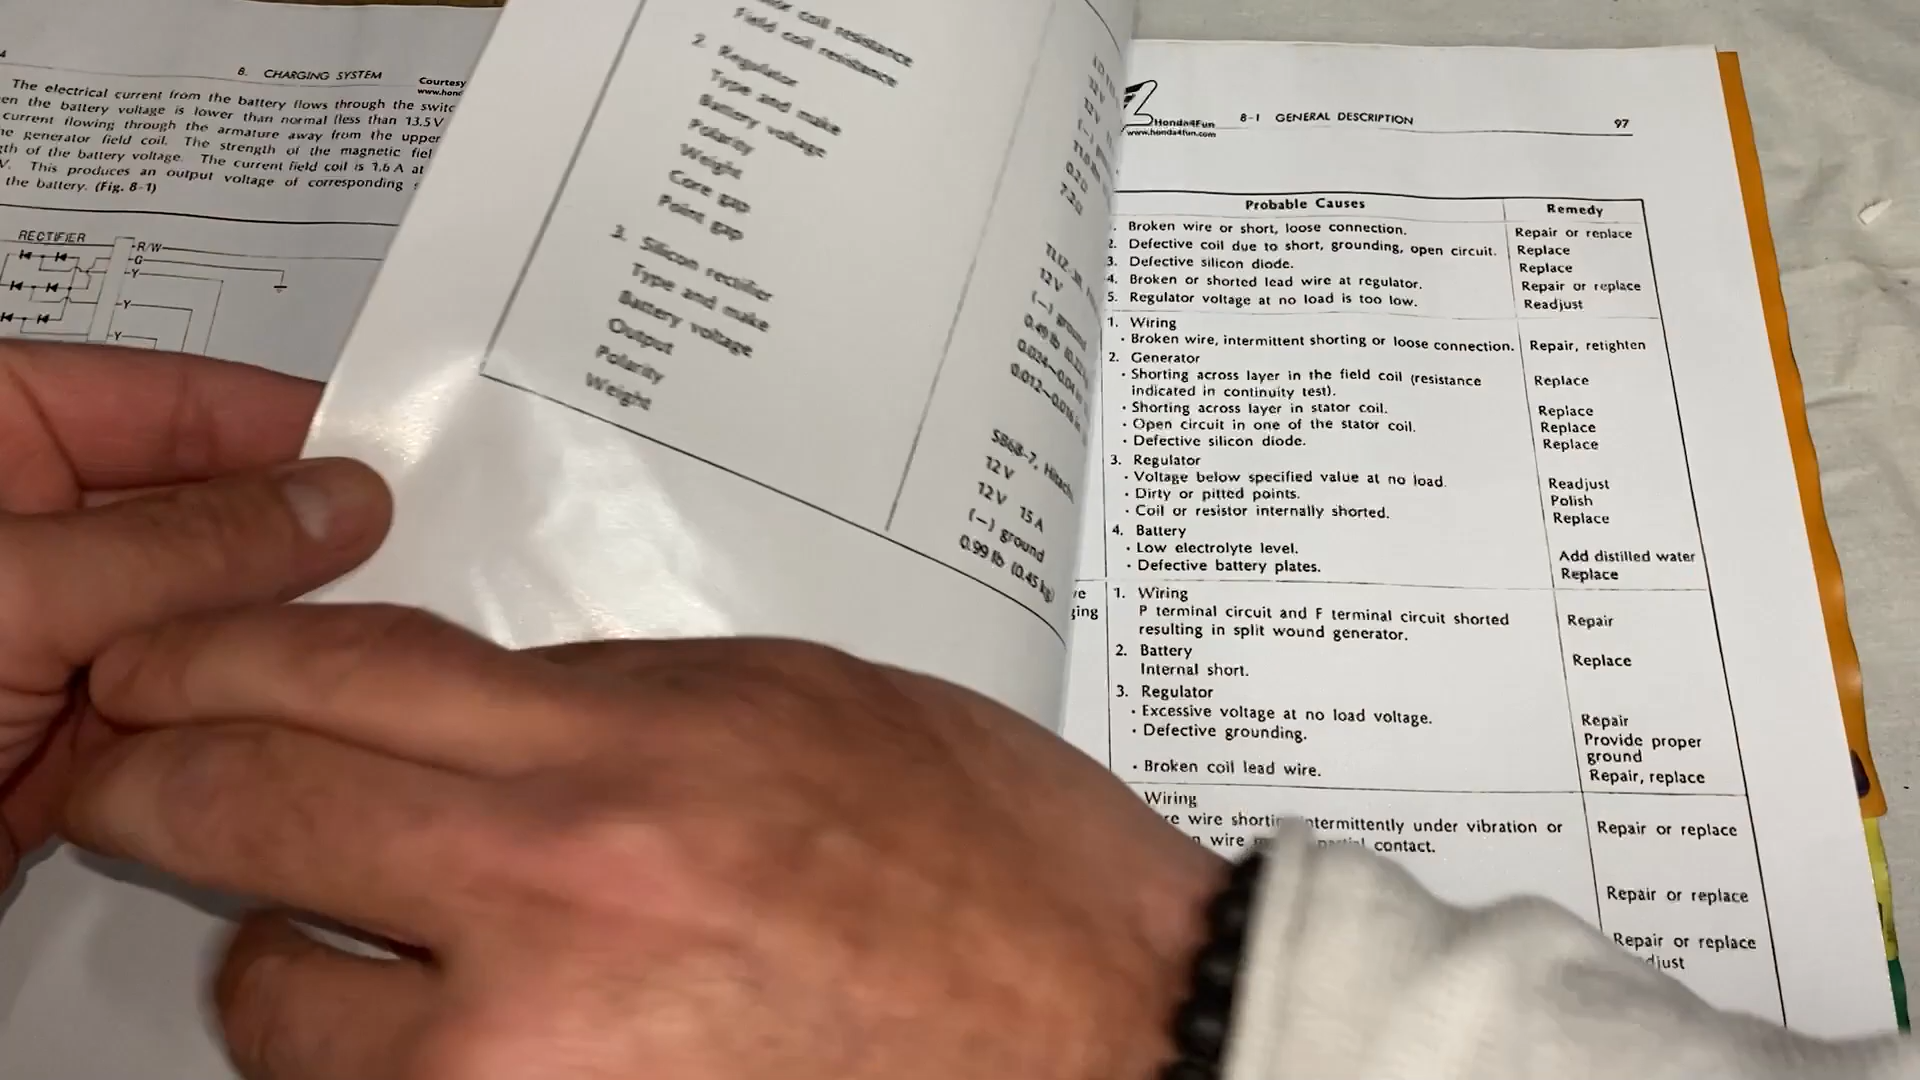 8. CHARGING SYSTEM
Courtesy
The electrical current from the battery flows through the
the battery voltage is lower than normal (less than 13.5 V
current flowing through the armature away from the upper
generator field coil. The strength of the magnetic
of the battery voltage. The current field coil is 1.6 A at
This produces an output voltage of corresponding
the battery. (Fig. 8-1)
RECTIFIER
R/W
G
Y
Y
Y
coil resistance
Field coil resistance
2. Regulator
Type and make
Battery voltage
Polarity
Weight
Core gap
Point gap
3. Silicon rectifier
Type and make
Battery voltage
Output
Polarity
Weight
12 V
12 V
(−)
12 V
(−) ground
SB6B-7, Hitachi
12 V
12 V 15 A
(−) ground
0.99 lb (0.45 kg)
Honda4Fun
www.honda4fun.com
8-1 GENERAL DESCRIPTION
97
Probable Causes Remedy
Broken wire or short, loose connection. Repair or replace
2. Defective coil due to short, grounding, open circuit. Replace
3. Defective silicon diode. Replace
4. Broken or shorted lead wire at regulator. Repair or replace
5. Regulator voltage at no load is too low. Readjust
1. Wiring
· Broken wire, intermittent shorting or loose connection. Repair, retighten
2. Generator
· Shorting across layer in the field coil (resistance Replace
indicated in continuity test).
· Shorting across layer in stator coil. Replace
· Open circuit in one of the stator coil. Replace
· Defective silicon diode. Replace
3. Regulator
· Voltage below specified value at no load. Readjust
· Dirty or pitted points. Polish
· Coil or resistor internally shorted. Replace
4. Battery
· Low electrolyte level. Add distilled water
· Defective battery plates. Replace
1. Wiring
P terminal circuit and F terminal circuit shorted Repair
resulting in split wound generator.
2. Battery Replace
Internal short.
3. Regulator
· Excessive voltage at no load voltage. Repair
· Defective grounding. Provide proper
ground
· Broken coil lead wire. Repair, replace
Wiring
wire shorting intermittently under vibration or Repair or replace
wire partial contact.
Repair or replace
Repair or replace